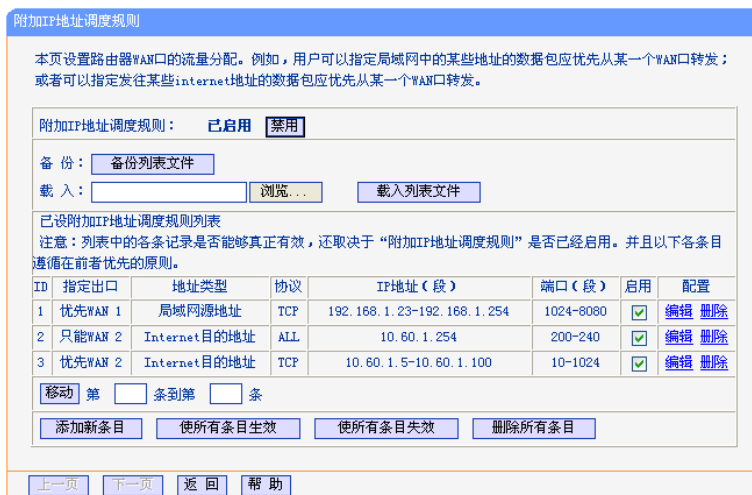 附加IP地址调度规则
本页设置路由器WAN口的流量分配。例如，用户可以指定局域网中的某些地址的数据包应优先从某一个WAN口转发；
或者可以指定发往某些internet地址的数据包应优先从某一个WAN口转发。
附加IP地址调度规则： 已启用 禁用
备 份： 备份列表文件
载 入： 浏览... 载入列表文件
已设附加IP地址调度规则列表
注意：列表中的各条记录是否能够真正有效，还取决于“附加IP地址调度规则”是否已经启用。并且以下各条目
遵循在前者优先的原则。
ID 指定出口 地址类型 协议 IP地址（段） 端口（段） 启用 配置
1 优先WAN 1 局域网源地址 TCP 192.168.1.23-192.168.1.254 1024-8080 编辑 删除
2 只能WAN 2 Internet目的地址 ALL 10.60.1.254 200-240 编辑 删除
3 优先WAN 2 Internet目的地址 TCP 10.60.1.5-10.60.1.100 10-1024 编辑 删除
移动 第 条到第 条
添加新条目 使所有条目生效 使所有条目失效 删除所有条目
上一页 下一页 返 回 帮 助